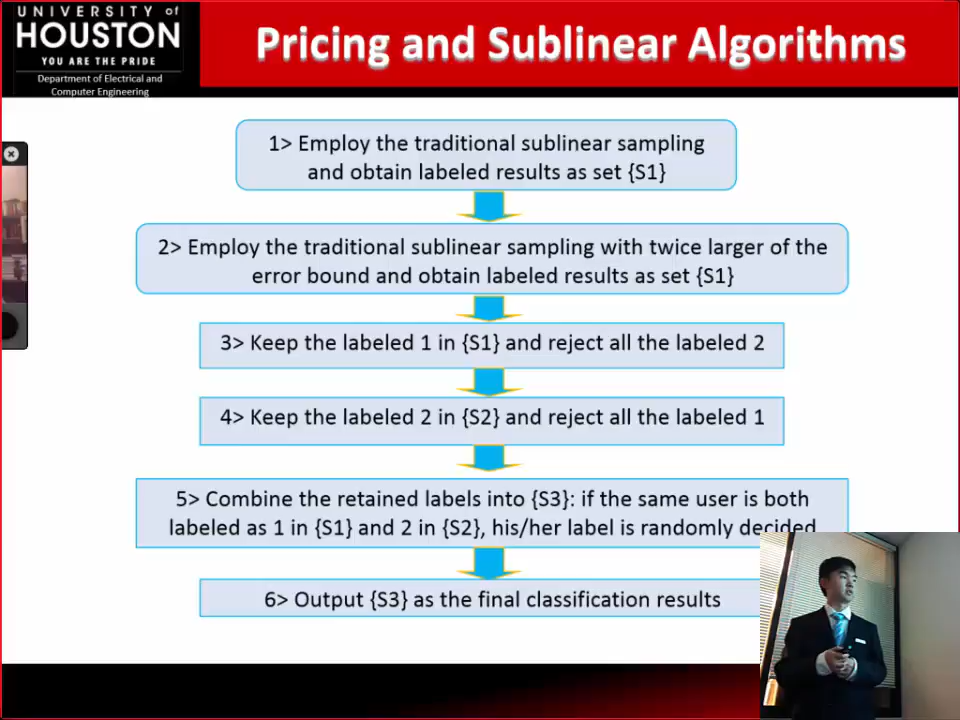 UNIVERSITY of
HOUSTON
YOU ARE THE PRIDE
Department of Electrical and
Computer Engineering
Pricing and Sublinear Algorithms
1> Employ the traditional sublinear sampling
and obtain labeled results as set {S1}
2> Employ the traditional sublinear sampling with twice larger of the
error bound and obtain labeled results as set {S1}
3> Keep the labeled 1 in {S1} and reject all the labeled 2
4> Keep the labeled 2 in {S2} and reject all the labeled 1
5> Combine the retained labels into {S3}: if the same user is both
labeled as 1 in {S1} and 2 in {S2}, his/her label is randomly decided
6> Output {S3} as the final classification results